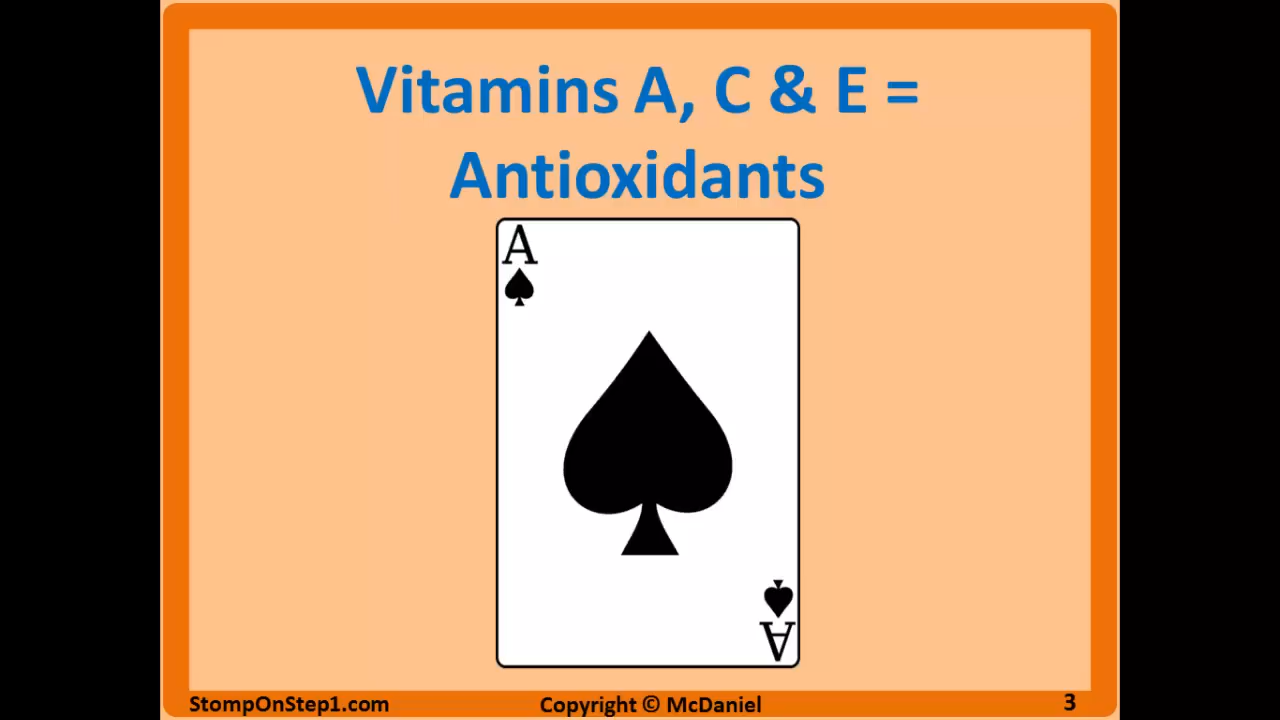 Vitamins A, C & E =
Antioxidants
A
A
StompOnStep1.com
Copyright © McDaniel
3